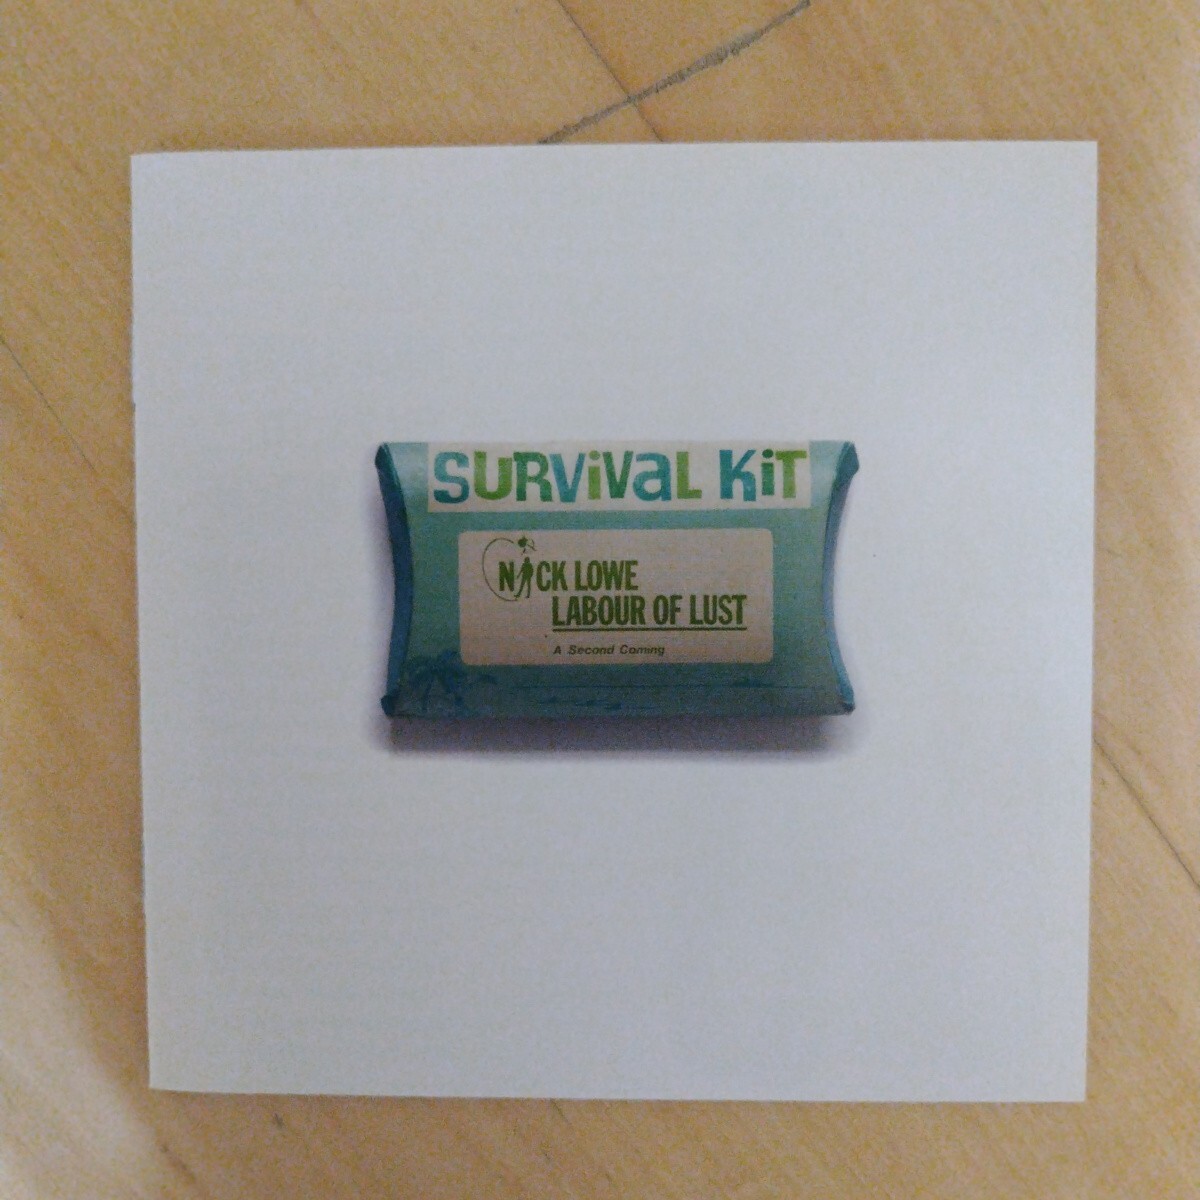 SURViVaL KiT
NICK LOWE
LABOUR OF LUST
A Second Coming